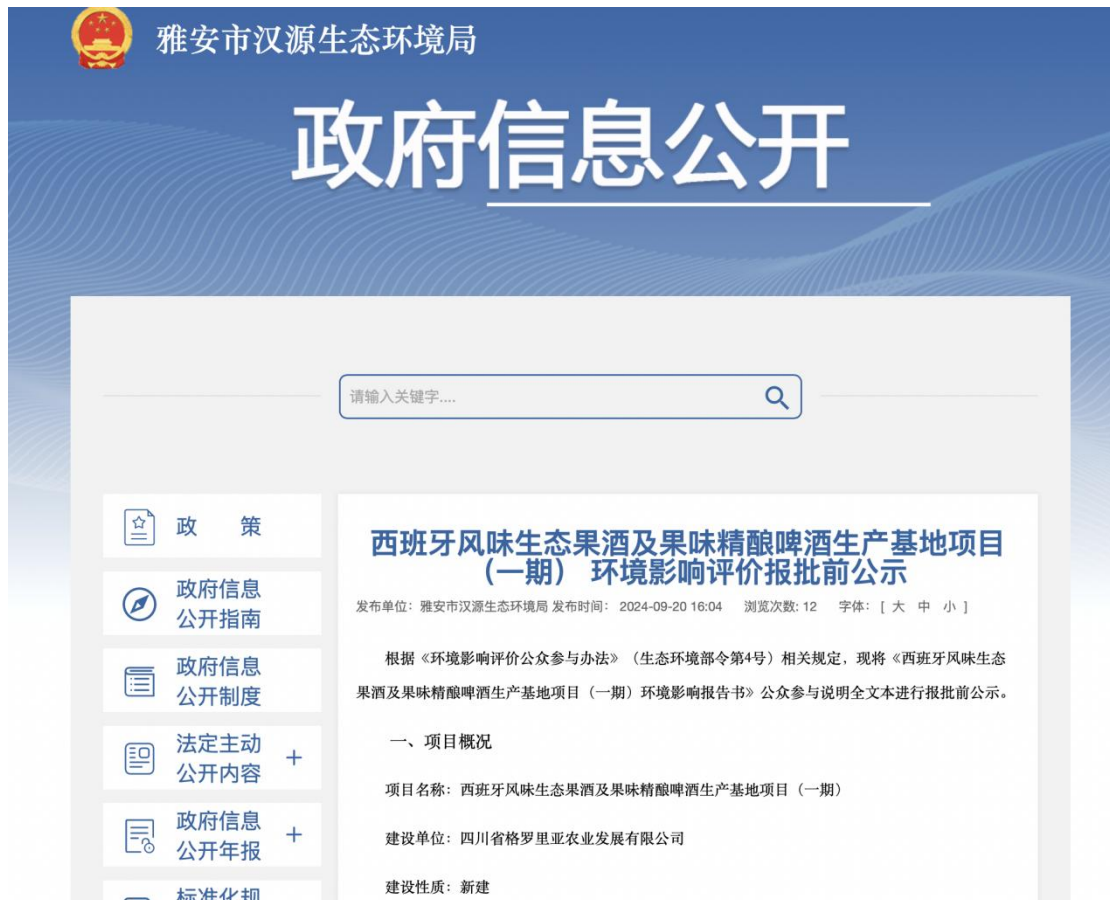 雅安市汉源生态环境局
政府信息公开
请输入关键字....
政 策
政府信息
公开指南
政府信息
公开制度
法定主动
公开内容 +
政府信息
公开年报 +
标准化规
西班牙风味生态果酒及果味精酿啤酒生产基地项目
（一期） 环境影响评价报批前公示
发布单位：雅安市汉源生态环境局 发布时间： 2024-09-20 16:04 浏览次数: 12 字体：[ 大 中 小 ]
根据《环境影响评价公众参与办法》（生态环境部令第4号）相关规定，现将《西班牙风味生态
果酒及果味精酿啤酒生产基地项目（一期）环境影响报告书》公众参与说明全文本进行报批前公示。
一、项目概况
项目名称：西班牙风味生态果酒及果味精酿啤酒生产基地项目（一期）
建设单位：四川省格罗里亚农业发展有限公司
建设性质：新建